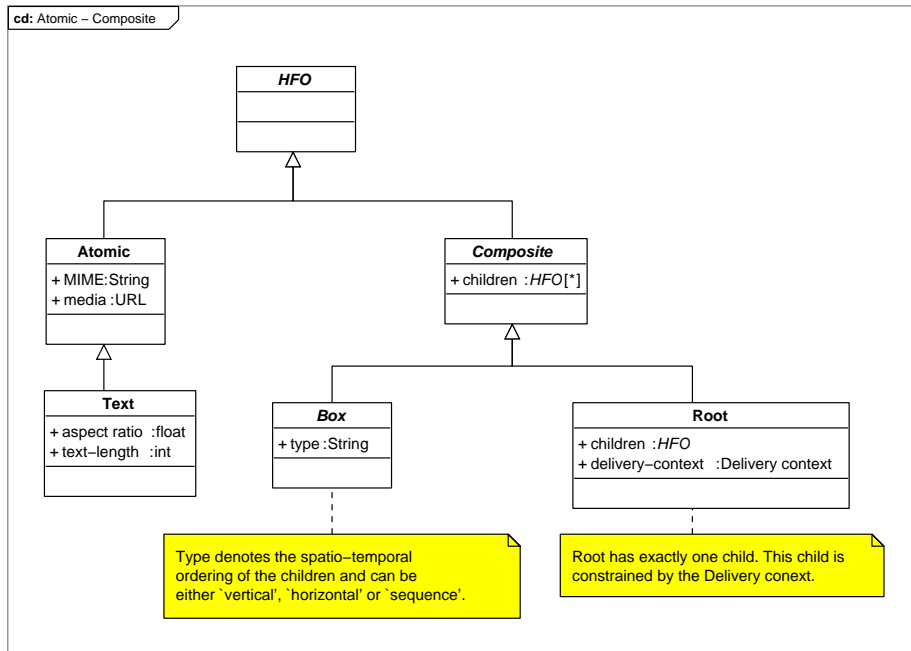 cd: Atomic – Composite
HFO
Atomic
+ MIME:String
+ media :URL
Composite
+ children :HFO[*]
Text
+ aspect ratio :float
+ text–length :int
Box
+ type :String
Root
+ children :HFO
+ delivery–context :Delivery context
Type denotes the spatio–temporal
ordering of the children and can be
either `vertical', `horizontal' or `sequence'.
Root has exactly one child. This child is
constrained by the Delivery conext.